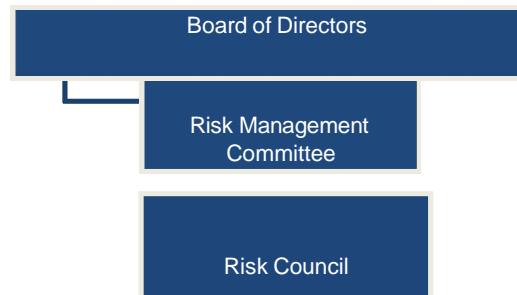 Board of Directors
Risk Management
Committee
Risk Council